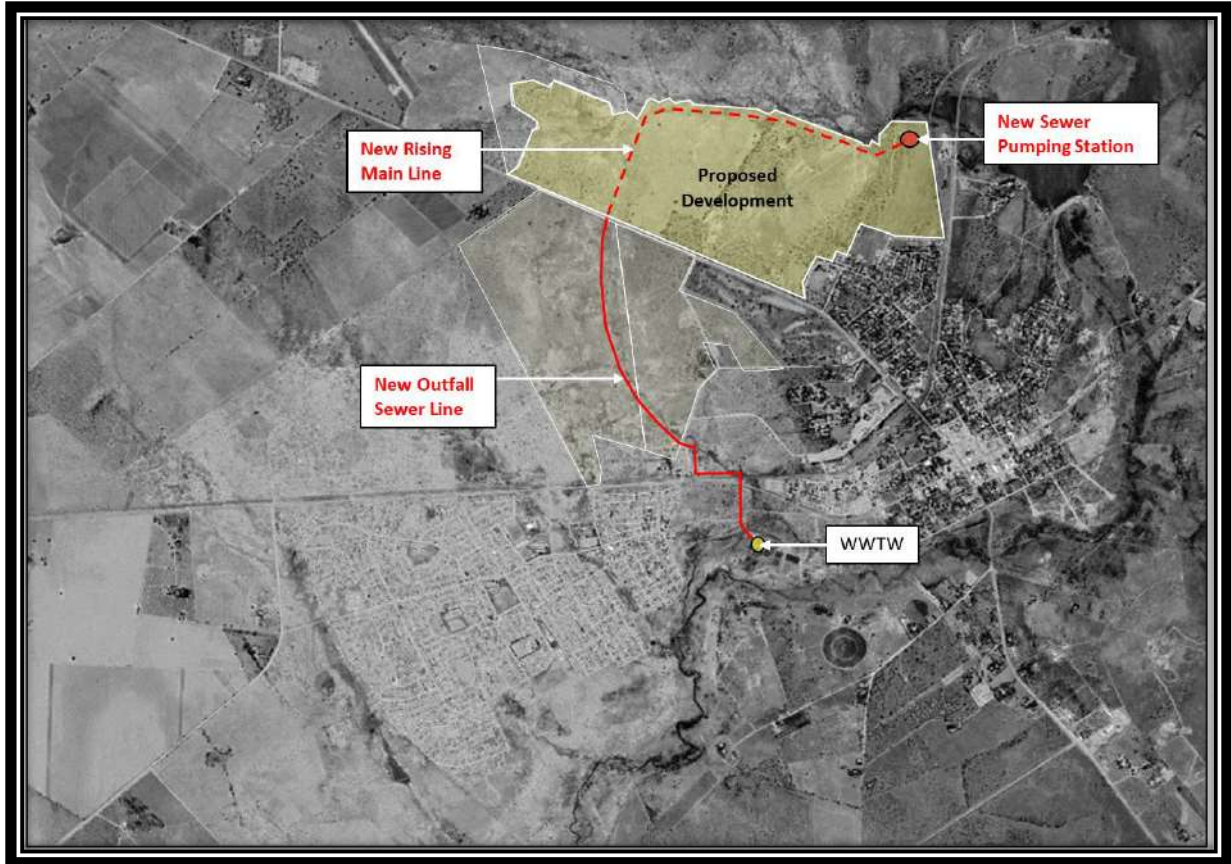 New Sewer
Pumping Station
New Rising
Main Line
Proposed
Development
New Outfall
Sewer Line
WWTW